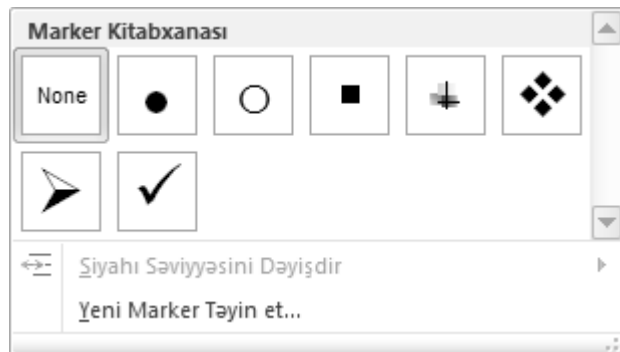 Marker Kitabxanası
None
Siyahı Səviyyəsini Dəyişdir
Yeni Marker Təyin et...